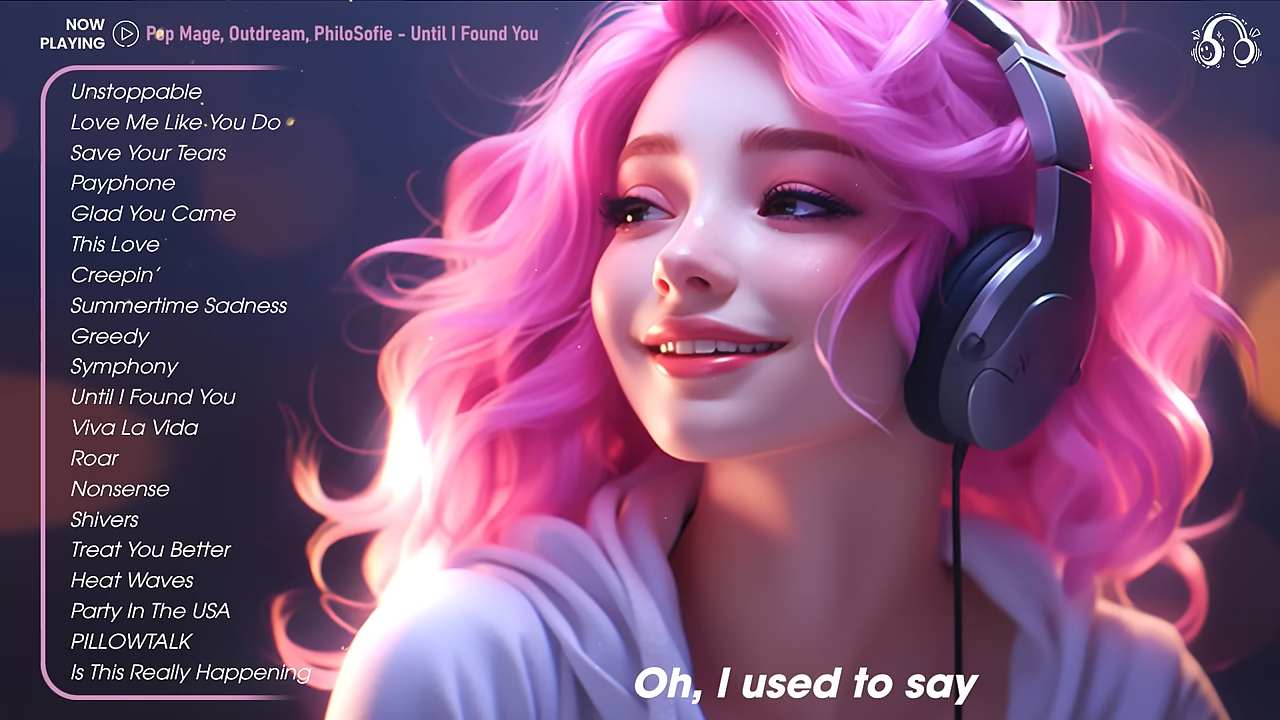 NOW
PLAYING
Pop Mage, Outdream, PhiloSofie - Until I Found You
Unstoppable
Love Me Like You Do
Save Your Tears
Payphone
Glad You Came
This Love
Creepin'
Summertime Sadness
Greedy
Symphony
Until I Found You
Viva La Vida
Roar
Nonsense
Shivers
Treat You Better
Heat Waves
Party In The USA
PILLOWTALK
Is This Really Happening
Oh, I used to say